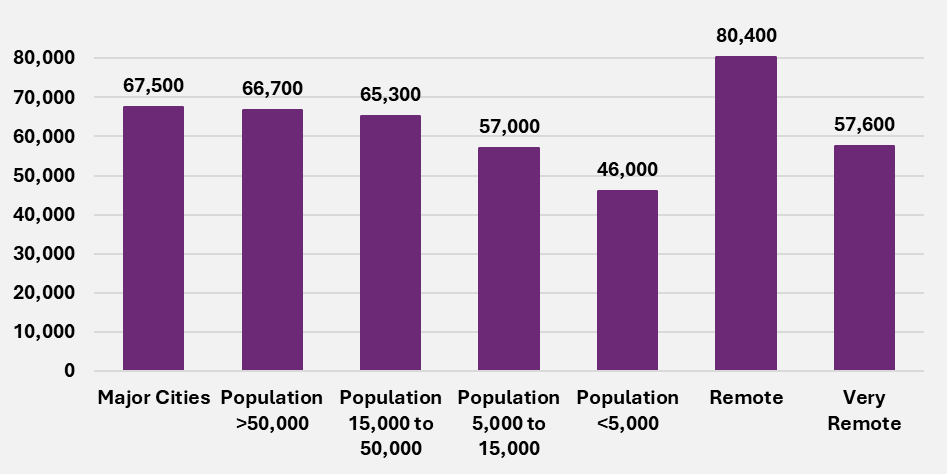 80,400
80,000
70,000
60,000
50,000
40,000
30,000
20,000
10,000
0
67,500
66,700
65,300
57,000
46,000
57,600
Major Cities
Population
>50,000
Population
15,000 to
50,000
Population
5,000 to
15,000
Population
<5,000
Remote
Very
Remote